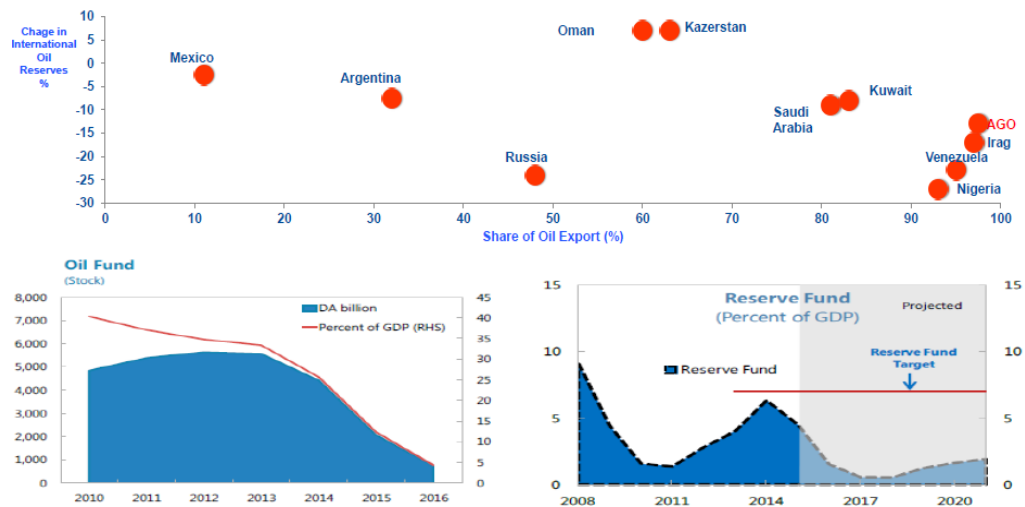 Chage in
International
Oil
Reserves
%
10
5
0
-5
-10
-15
-20
-25
-30
Mexico
Argentina
Russia
Oman
Kazerstan
Saudi
Arabia
Kuwait
AGO
Irag
Venezuela
Nigeria
0 10 20 30 40 50 60 70 80 90 100
Share of Oil Export (%)
Oil Fund
(Stock)
8,000
7,000
6,000
5,000
4,000
3,000
2,000
1,000
0
DA billion
Percent of GDP (RHS)
45
40
35
30
25
20
15
10
5
0
2010 2011 2012 2013 2014 2015 2016
15
10
5
0
Reserve Fund
(Percent of GDP)
Projected
Reserve Fund
Target
Reserve Fund
15
10
5
0
2008 2011 2014 2017 2020